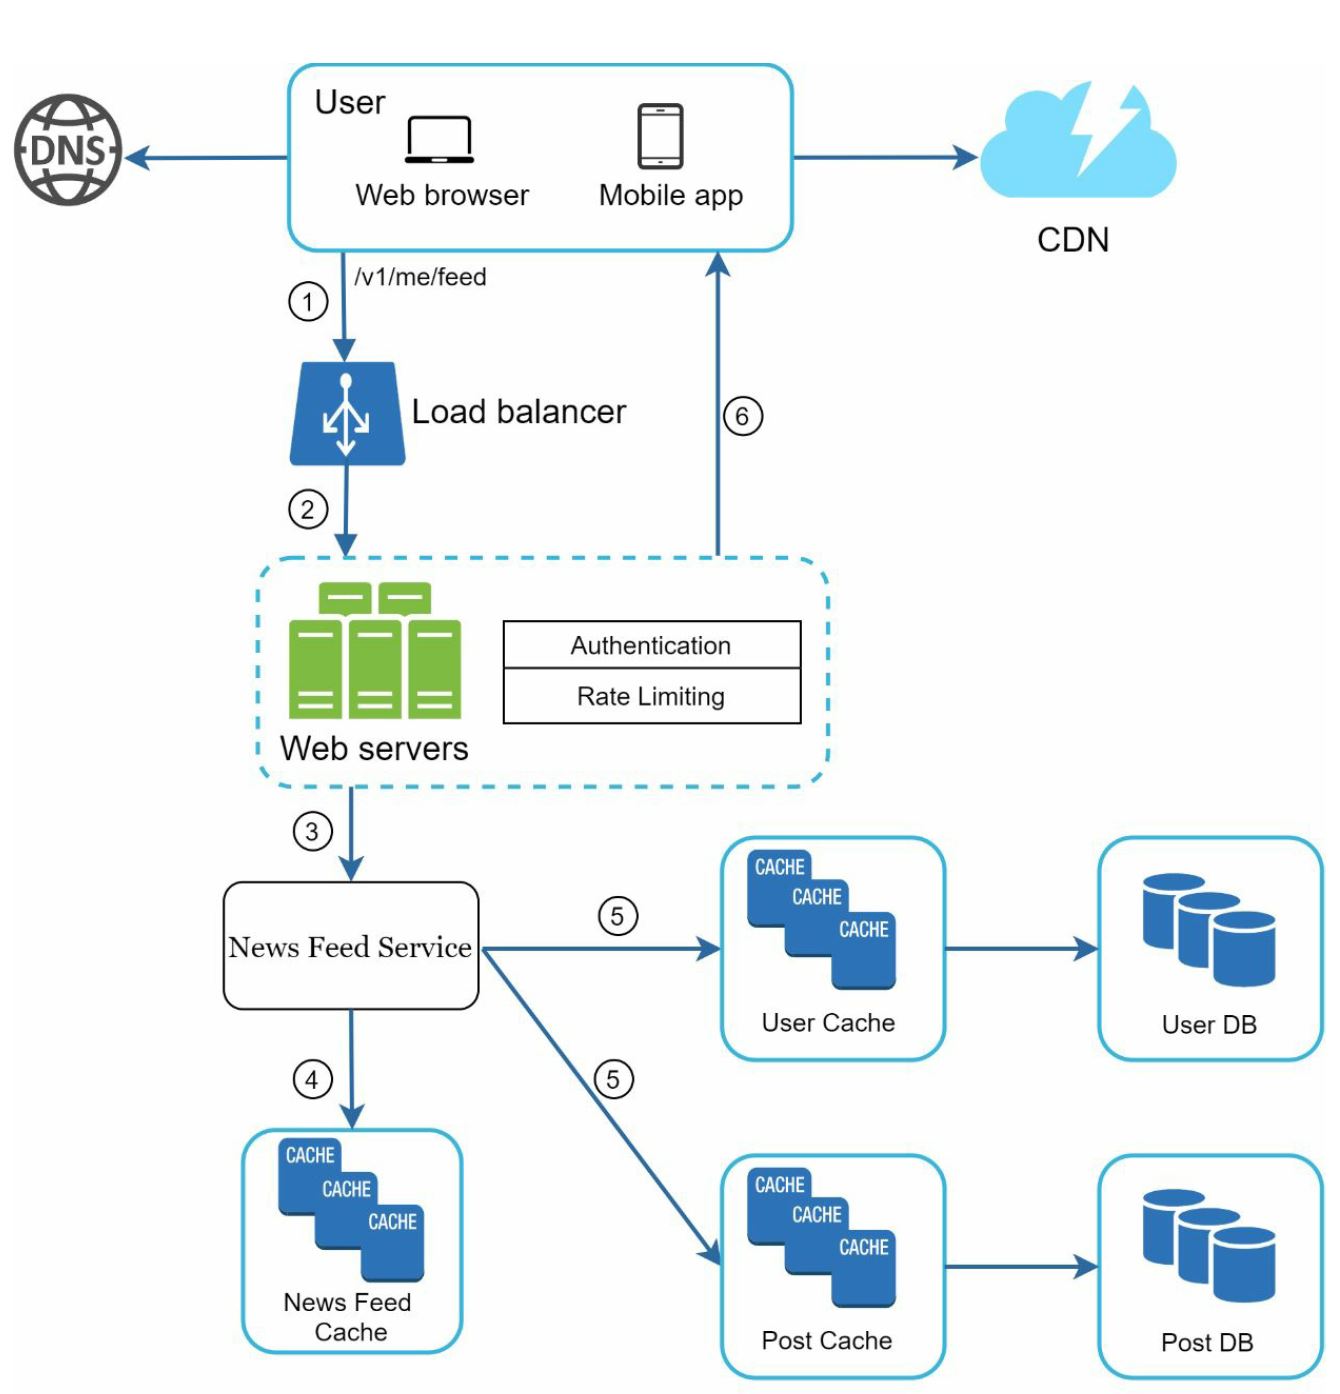 User
DNS
Web browser
Mobile app
CDN
/v1/me/feed
1
Load balancer
6
2
Authentication
Rate Limiting
Web servers
3
CACHE
CACHE
CACHE
5
News Feed Service
User Cache
User DB
4
5
CACHE
CACHE
CACHE
News Feed
Cache
CACHE
CACHE
CACHE
Post Cache
Post DB